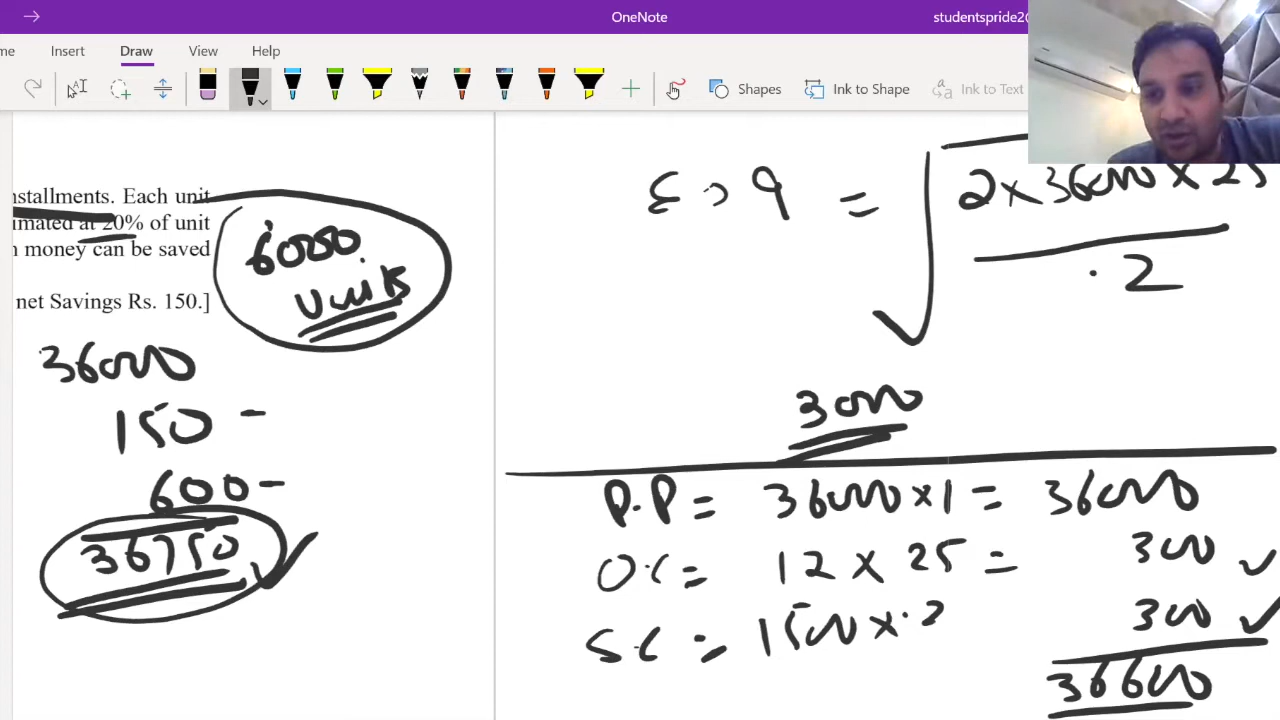 OneNote
studentspride2
me Insert Draw View Help
Shapes Ink to Shape Ink to Text
nstallments. Each unit
imated at 20% of unit
n money can be saved
net Savings Rs. 150.]
6000
units
36000
150 -
600 -
36750
= √ 2 x 36000 x 25
.2
3000
P.P = 36000 x 1 = 36000
O.C = 12 x 25 = 300
S.C = 1500 x .2 300
36600